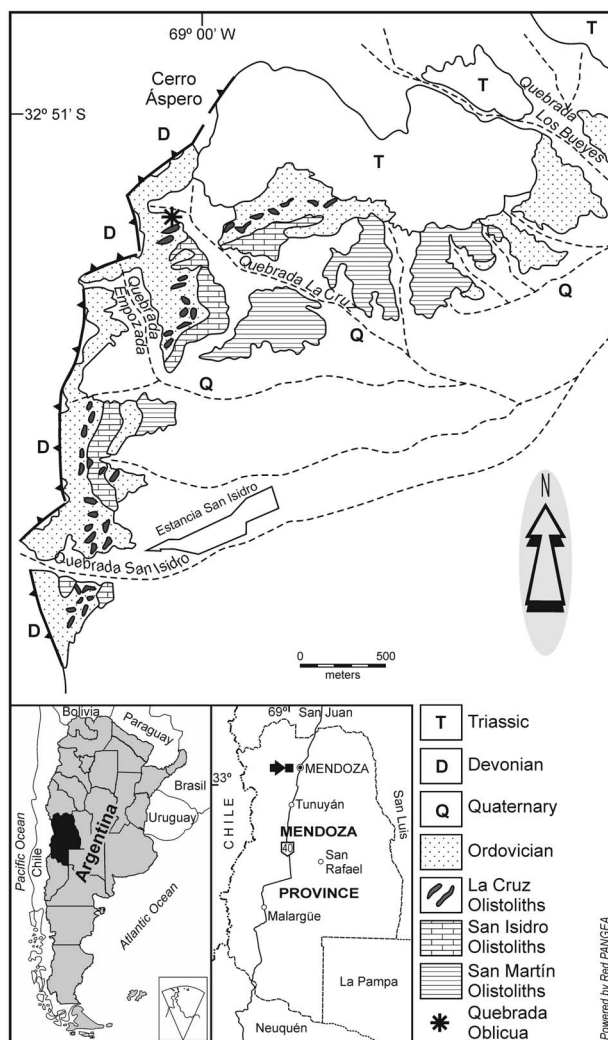 69º 00' W
T
Cerro
Áspero
T
Quebrada
Los Bueyes
32º 51' S
D
T
D
Quebrada La Cruz
Quebrada
Empozada
Q
Q
Q
D
Estancia San Isidro
Quebrada San Isidro
N
D
0 500
meters
Bolivia
Paraguay
Brasil
Uruguay
Argentina
Chile
Pacific Ocean
Atlantic Ocean
69º
San Juan
33º
MENDOZA
Tunuyán
CHILE
San Luis
MENDOZA
40
San
Rafael
PROVINCE
Malargüe
La Pampa
Neuquén
T Triassic
D Devonian
Q Quaternary
Ordovician
La Cruz
Olistoliths
San Isidro
Olistoliths
San Martín
Olistoliths
Quebrada
Oblicua
Powered by Red PANGEA